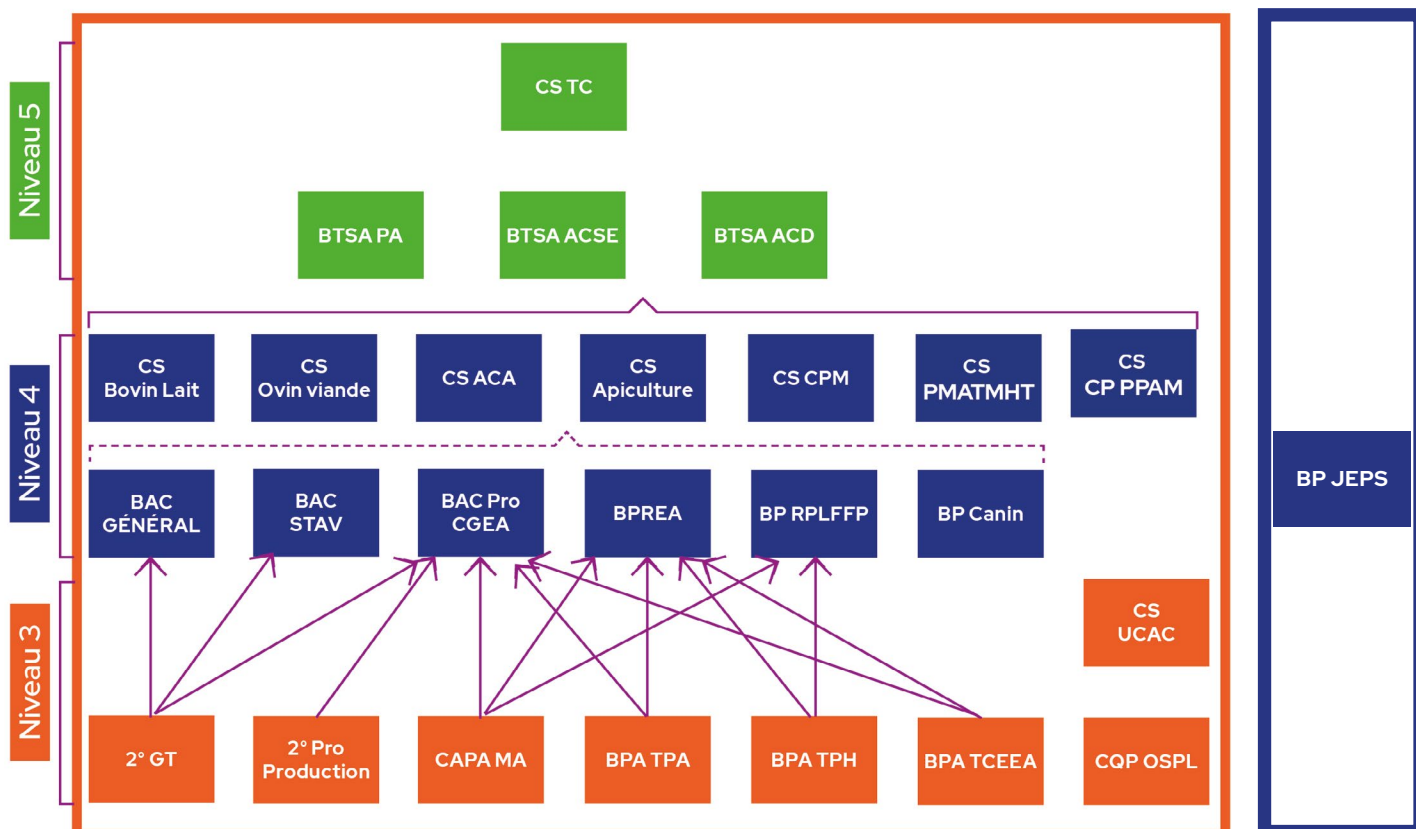 Niveau 5
CS TC
BTSA PA
BTSA ACSE
BTSA ACD
Niveau 4
CS
Bovin Lait
CS
Ovin viande
CS ACA
CS
Apiculture
CS CPM
CS
PMATMHT
CS
CP PPAM
BAC
GÉNÉRAL
BAC
STAV
BAC Pro
CGEA
BPREA
BP RPLFFP
BP Canin
BP JEPS
Niveau 3
CS
UCAC
2° GT
2° Pro
Production
CAPA MA
BPA TPA
BPA TPH
BPA TCEEA
CQP OSPL